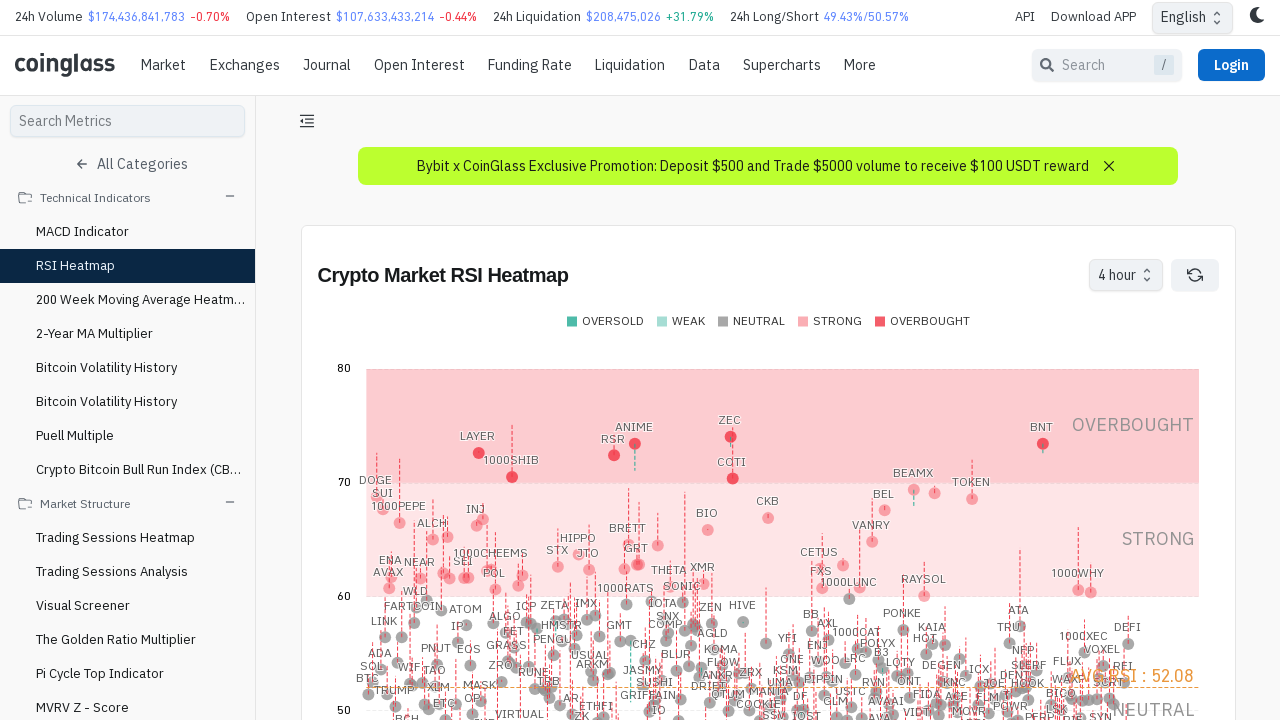 24h Volume $174,436,841,783 -0.70% Open Interest $107,633,433,214 -0.44% 24h Liquidation $208,475,026 +31.79% 24h Long/Short 49.43%/50.57% API Download APP English
coinglass Market Exchanges Journal Open Interest Funding Rate Liquidation Data Supercharts More Search / Login
Search Metrics
All Categories
Technical Indicators
MACD Indicator
RSI Heatmap
200 Week Moving Average Heatm...
2-Year MA Multiplier
Bitcoin Volatility History
Bitcoin Volatility History
Puell Multiple
Crypto Bitcoin Bull Run Index (CB...
Market Structure
Trading Sessions Heatmap
Trading Sessions Analysis
Visual Screener
The Golden Ratio Multiplier
Pi Cycle Top Indicator
MVRV Z - Score
Bybit x CoinGlass Exclusive Promotion: Deposit $500 and Trade $5000 volume to receive $100 USDT reward
Crypto Market RSI Heatmap
4 hour
OVERSOLD WEAK NEUTRAL STRONG OVERBOUGHT
80
OVERBOUGHT
ZEC
ANIME BNT
LAYER RSR
1000SHIB COTI
BEAMX
70 DOGE TOKEN
SUI BEL
CKB
1000PEPE INJ BIO
ALCH BRETT VANRY
HIPPO STRONG
STX JTO GRT CETUS
1000CHEEMS
ENA NEAR SEI
AVAX POL THETA XMR FXS 1000WHY
SONIC 1000LUNC RAYSOL
1000RATS
WLD
60
FARTCOIN ATOM ICP ZETA IMX IOTA ZEN HIVE
BB PONKE ATA
LINK ALGO SNX AXL
IP FET HMSTR GMT COMP KAIA TRU DEFI
AGLD 1000CAT 1000XEC
PENGU YFI HOT
PNUT EOS GRASS CHZ ENJ POLYX VOXEL
ADA USUAL BLUR KOMA B3 NFP
SOL WIF ZRO ARKM FLOW ONE WOO LRC LQTY DEGEN FLUX
TAO RUNE JASMY ZRX KSM ICX SLERF REI
BTC AVG RSI : 52.08
TRUMP XLM MASK SUSHI UMA PIPPIN RVN ONT KNC
GRIFFAIN DRIFT MANTA USTC FIDA ACE
OP COOKIE GLM AVAAI BICO
ETC ETHFI IO POWR NEUTRAL
50 VIRTUAL ZK IOST VIDT MOVR
BCH SYN